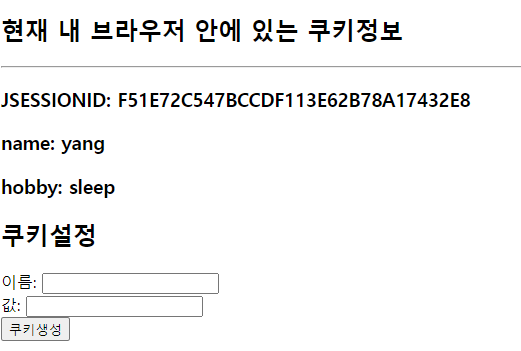 현재 내 브라우저 안에 있는 쿠키정보
JSESSIONID: F51E72C547BCCDF113E62B78A17432E8
name: yang
hobby: sleep
쿠키설정
이름:
값:
쿠키생성